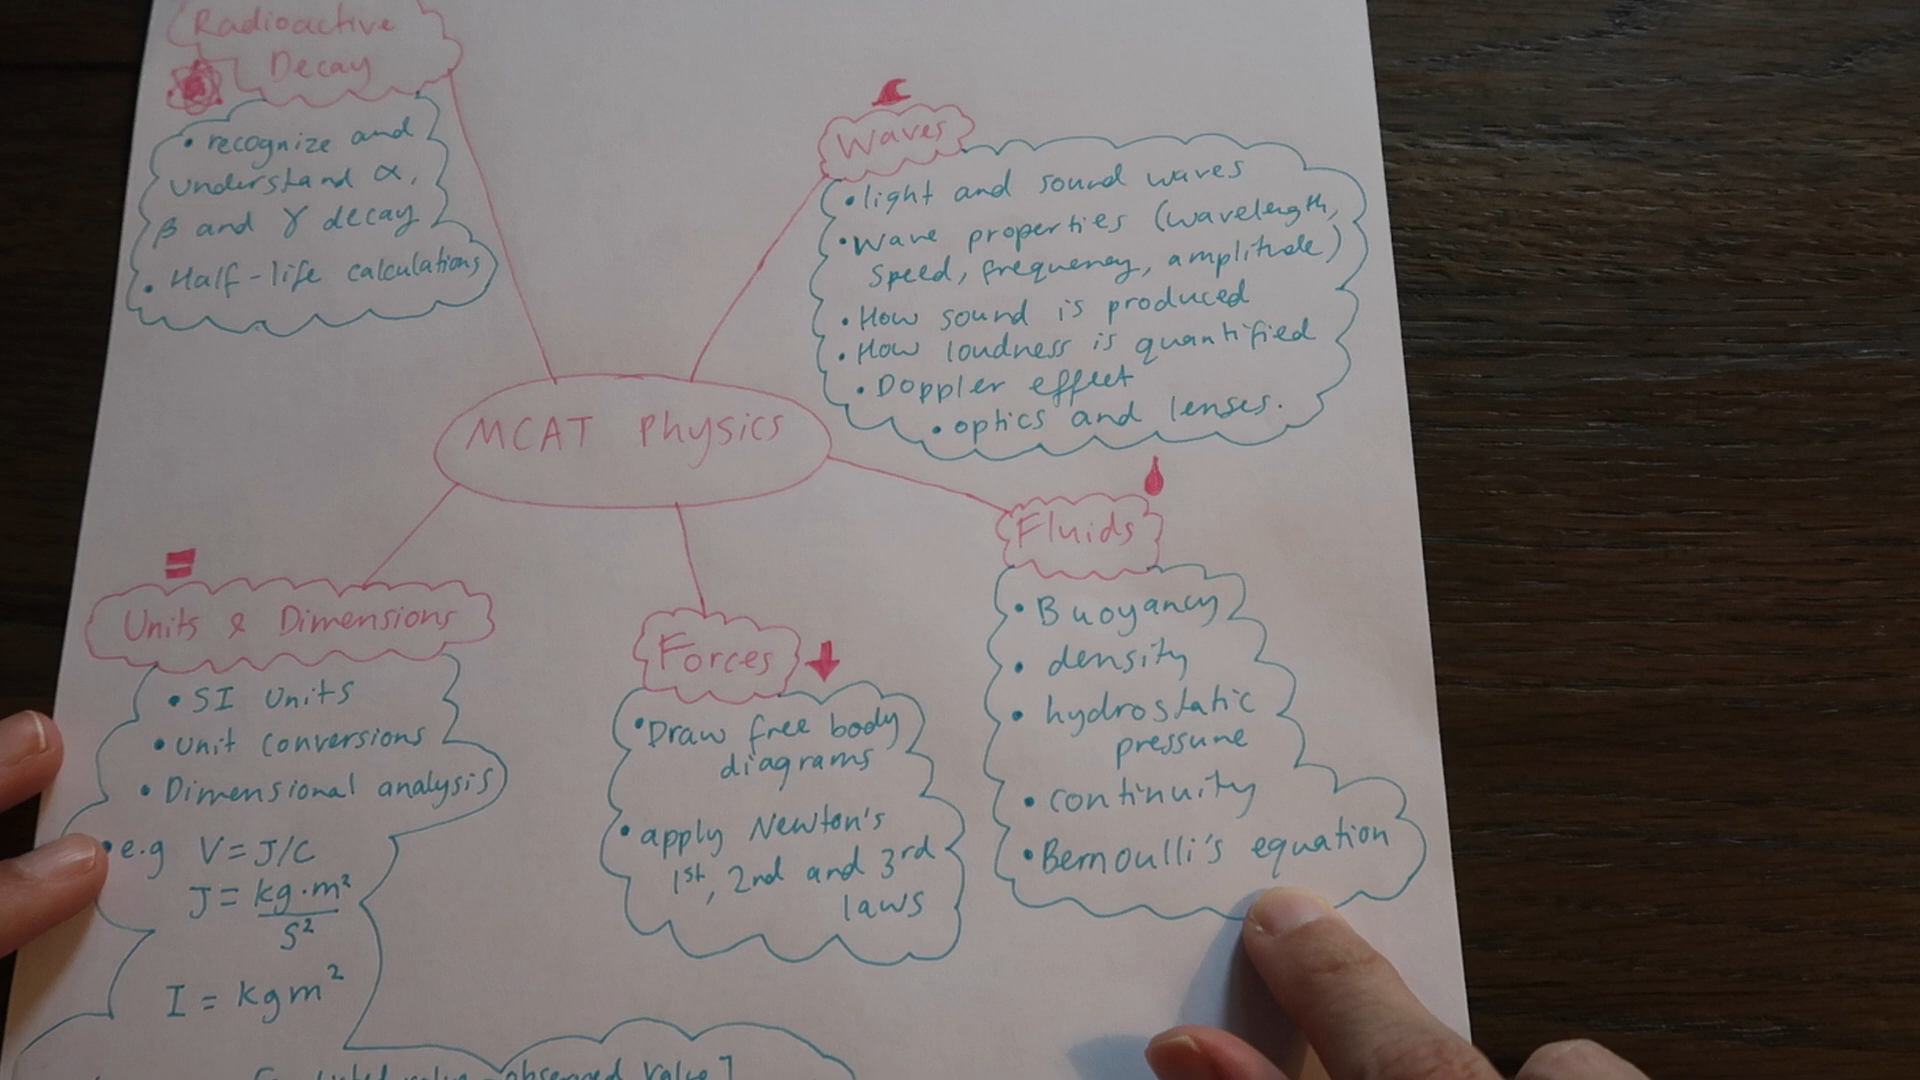 Radioactive
Decay
• recognize and
understand α,
β and γ decay
• Half-life calculations
Waves
• light and sound waves
• Wave properties (wavelength,
speed, frequency, amplitude)
• How sound is produced
• How loudness is quantified
• Doppler effect
• optics and lenses.
MCAT Physics
Fluids
• Buoyancy
• density
• hydrostatic
pressure
• continuity
• Bernoulli's equation
Units & Dimensions
• SI Units
• Unit conversions
• Dimensional analysis
• e.g V = J/C
J = kg·m²
s²
I = kgm²
Forces
• Draw free body
diagrams
• apply Newton's
1st, 2nd and 3rd
laws
value - observed value]